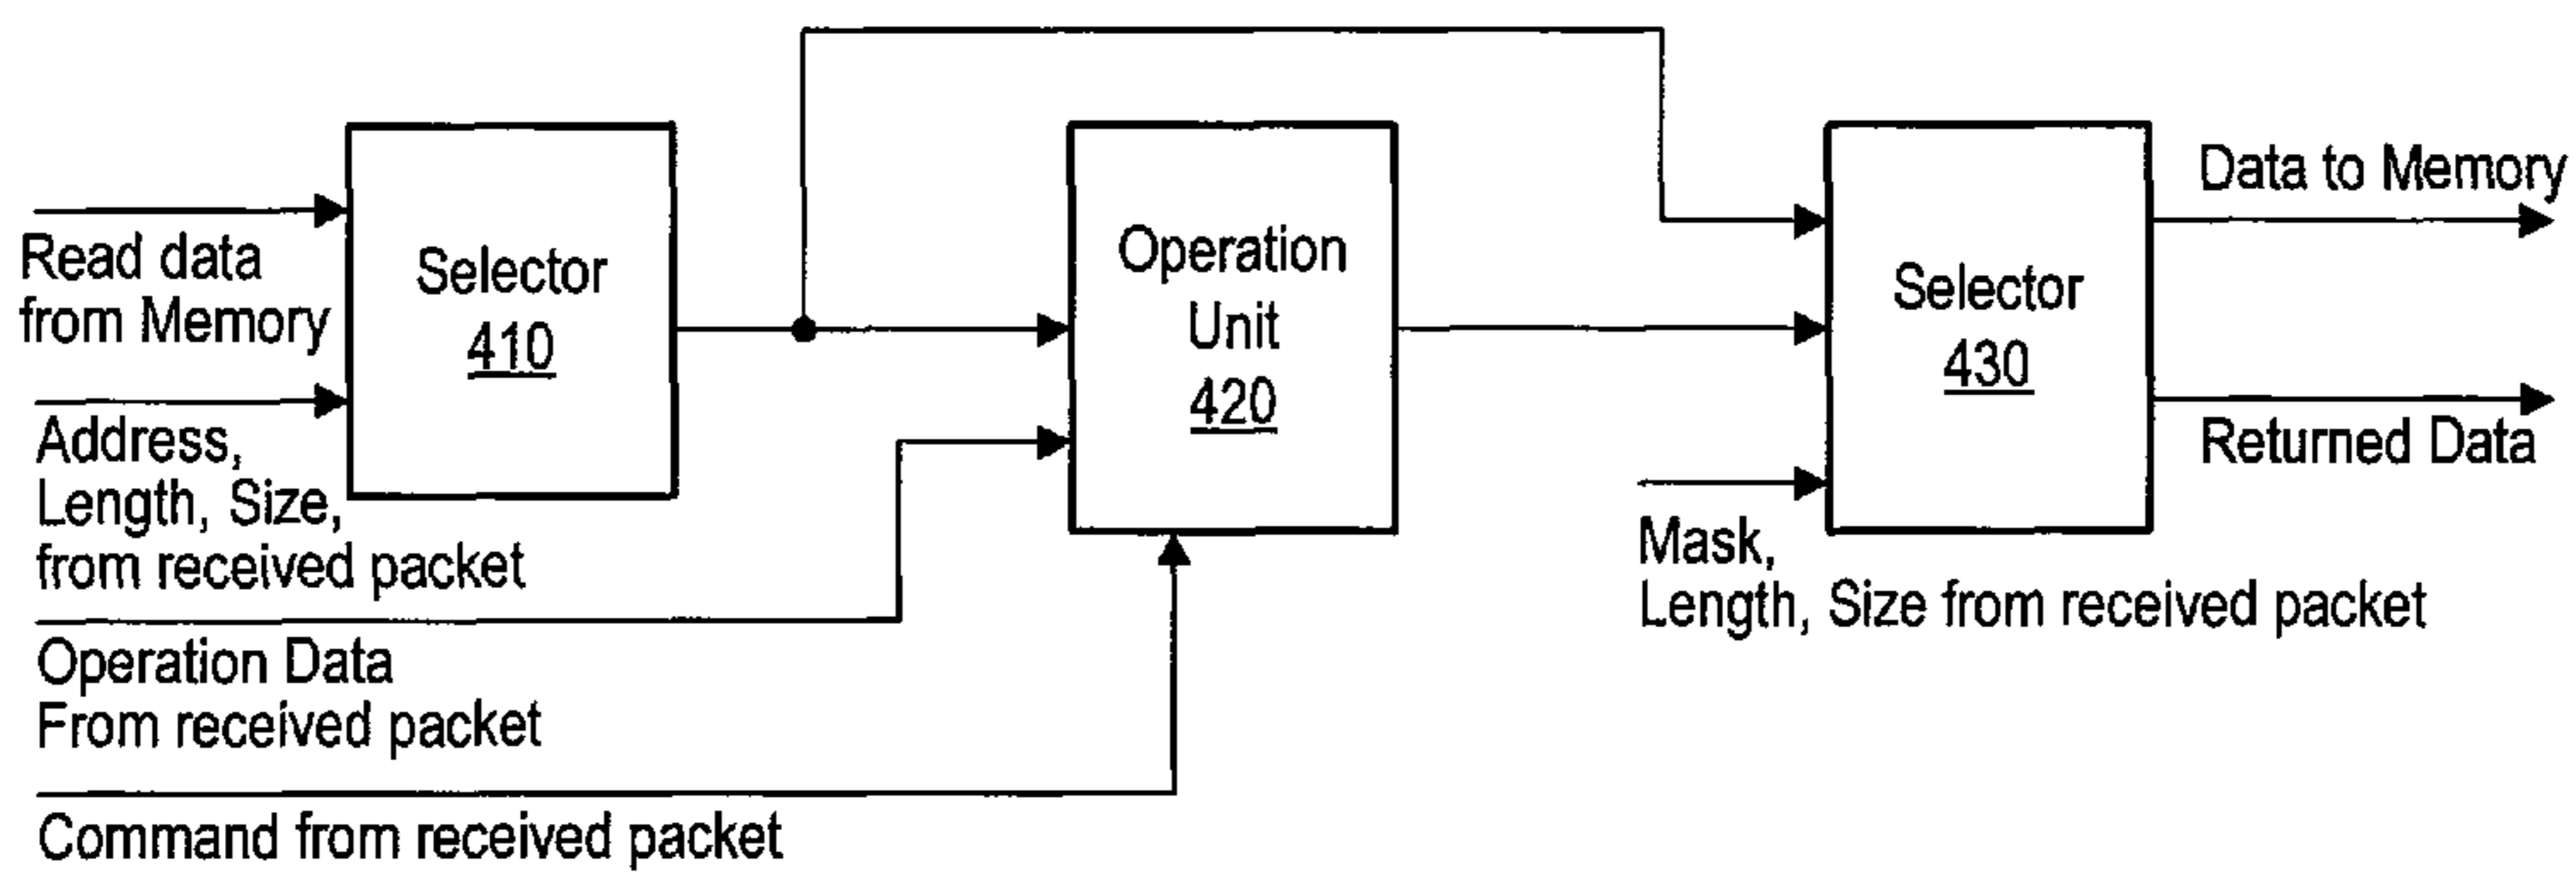 Read data
from Memory
Address,
Length, Size,
from received packet
Operation Data
From received packet
Command from received packet
Selector
410
Operation
Unit
420
Selector
430
Mask,
Length, Size from received packet
Data to Memory
Returned Data